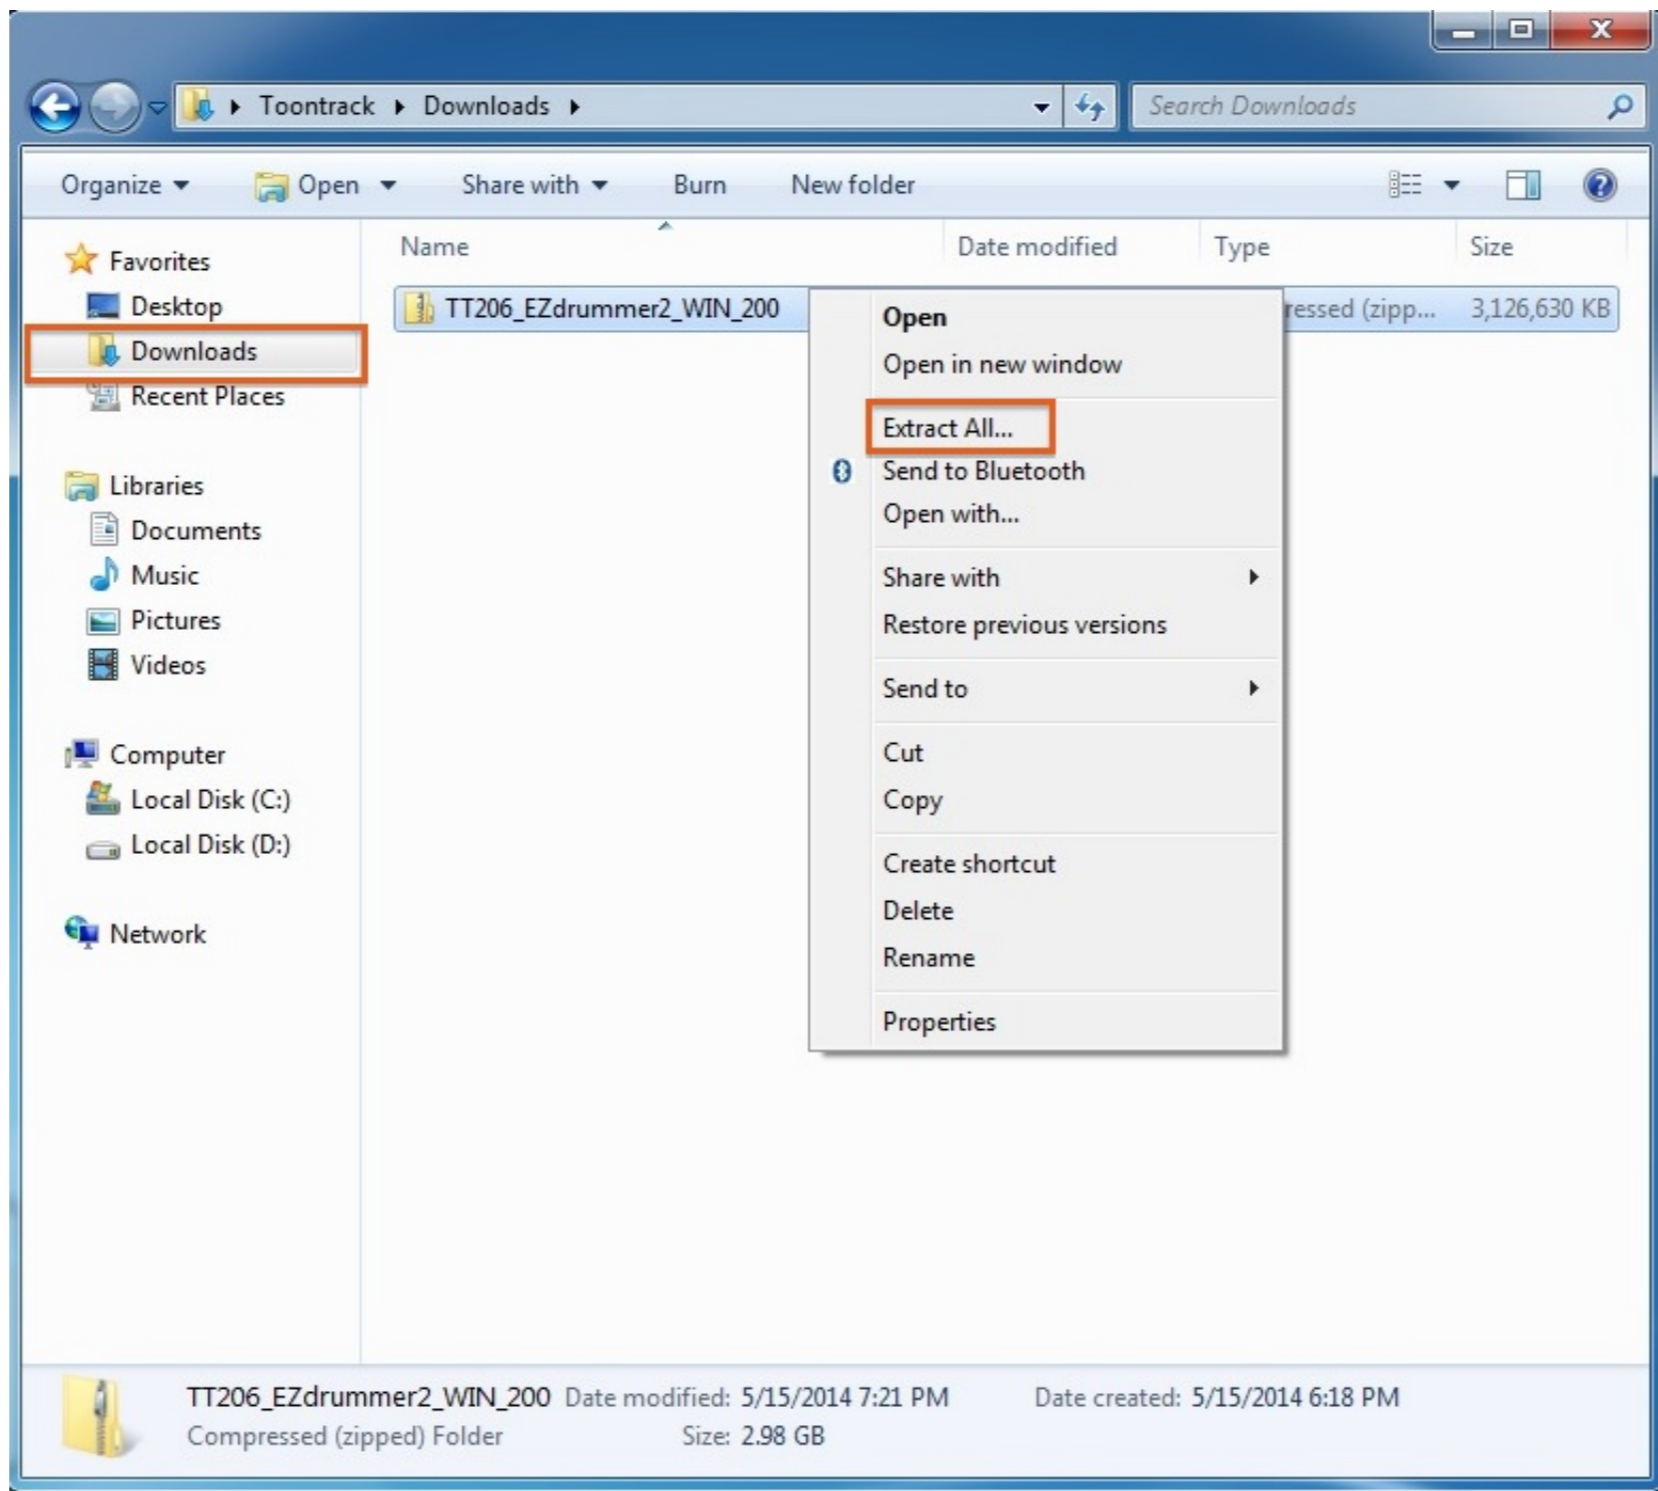 Toontrack Downloads
Search Downloads
Organize Open Share with Burn New folder
Name Date modified Type Size
Favorites
Desktop
Downloads
Recent Places
Libraries
Documents
Music
Pictures
Videos
Computer
Local Disk (C:)
Local Disk (D:)
Network
TT206_EZdrummer2_WIN_200 ressed (zipp... 3,126,630 KB
Open
Open in new window
Extract All...
Send to Bluetooth
Open with...
Share with
Restore previous versions
Send to
Cut
Copy
Create shortcut
Delete
Rename
Properties
TT206_EZdrummer2_WIN_200 Date modified: 5/15/2014 7:21 PM Date created: 5/15/2014 6:18 PM
Compressed (zipped) Folder Size: 2.98 GB